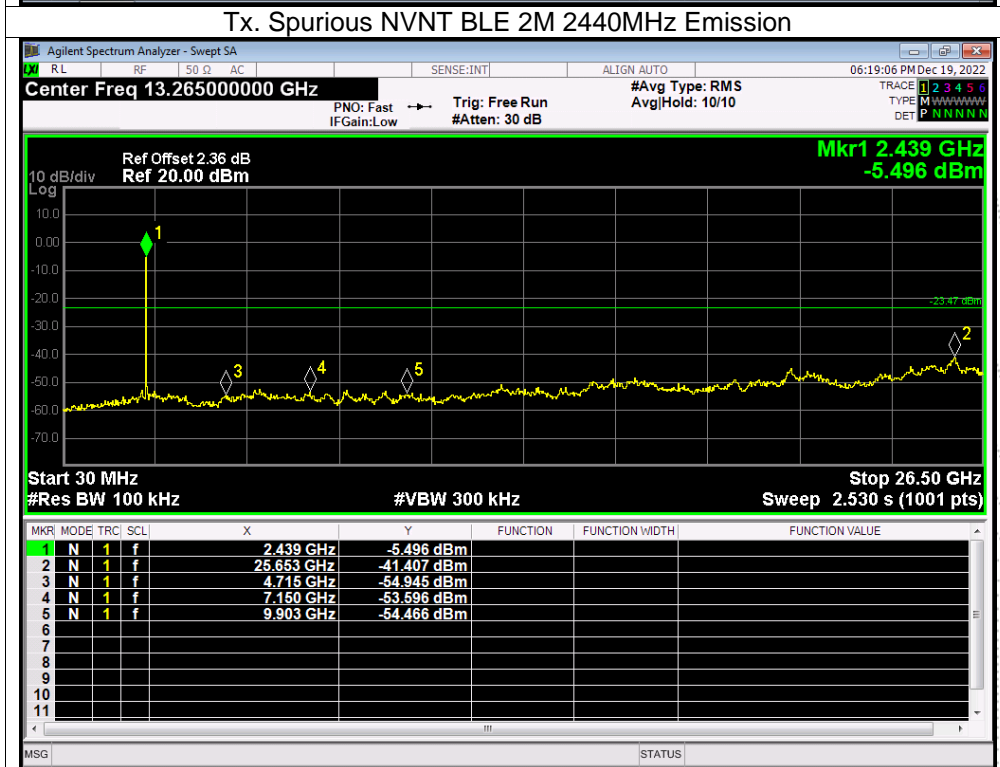 Tx. Spurious NVNT BLE 2M 2440MHz Emission
Agilent Spectrum Analyzer - Swept SA
LXI RL RF 50 Ω AC SENSE:INT ALIGN AUTO 06:19:06 PM Dec 19, 2022
Center Freq 13.265000000 GHz #Avg Type: RMS TRACE 1 2 3 4 5 6
PNO: Fast Trig: Free Run Avg|Hold: 10/10 TYPE M WWWWW
IFGain:Low #Atten: 30 dB DET P N N N N N
Mkr1 2.439 GHz
Ref Offset 2.36 dB
10 dB/div Ref 20.00 dBm -5.496 dBm
Log
10.0
1
0.00
-10.0
-20.0
-23.47 dBm
-30.0
2
-40.0
3 4 5
-50.0
-60.0
-70.0
Start 30 MHz Stop 26.50 GHz
#Res BW 100 kHz #VBW 300 kHz Sweep 2.530 s (1001 pts)
MKR MODE TRC SCL X Y FUNCTION FUNCTION WIDTH FUNCTION VALUE
1 N 1 f 2.439 GHz -5.496 dBm
2 N 1 f 25.653 GHz -41.407 dBm
3 N 1 f 4.715 GHz -54.945 dBm
4 N 1 f 7.150 GHz -53.596 dBm
5 N 1 f 9.903 GHz -54.466 dBm
6
7
8
9
10
11
MSG STATUS